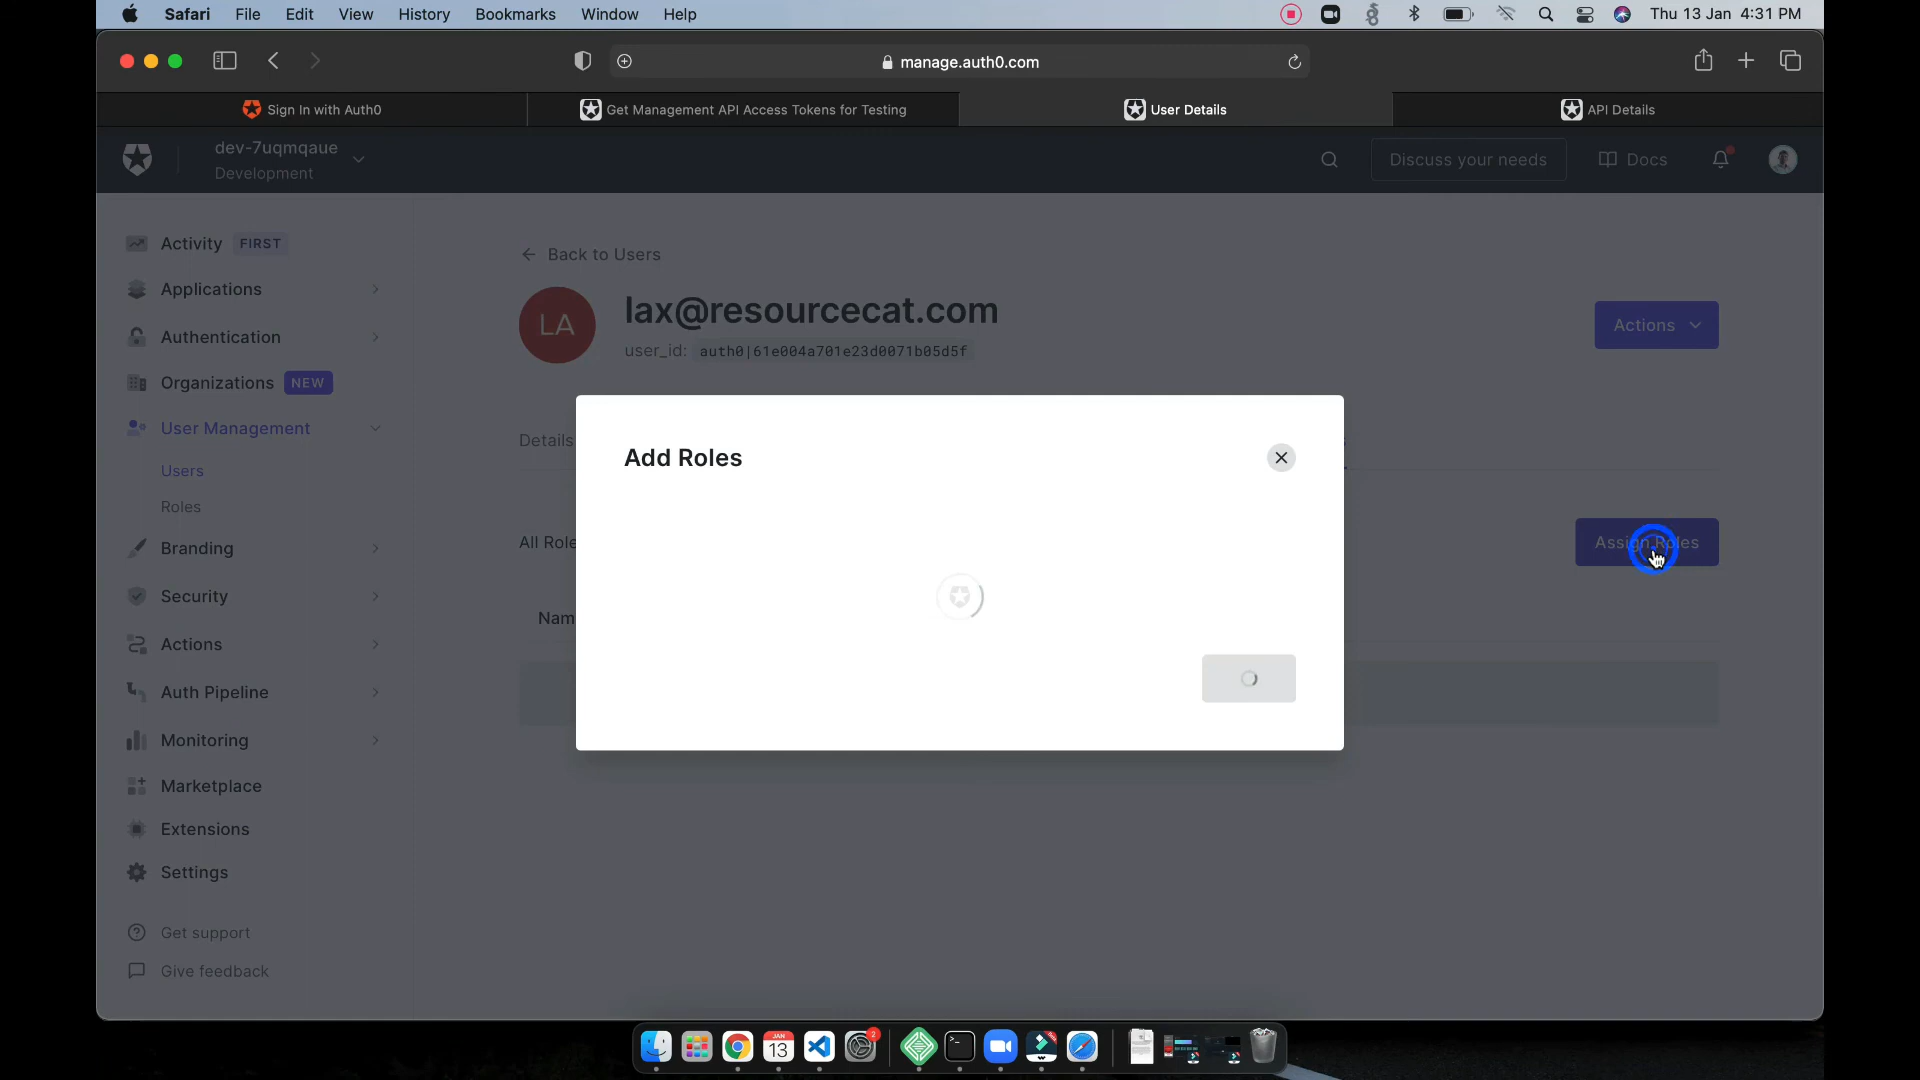 Safari File Edit View History Bookmarks Window Help Thu 13 Jan 4:31 PM
manage.auth0.com
Sign In with Auth0 Get Management API Access Tokens for Testing User Details API Details
dev-7uqmqaue
Development
Discuss your needs Docs
Activity FIRST
Applications
Authentication
Organizations NEW
User Management
Users
Roles
Branding
Security
Actions
Auth Pipeline
Monitoring
Marketplace
Extensions
Settings
Get support
Give feedback
Back to Users
LA
lax@resourcecat.com
user_id: auth0|61e004a701e23d0071b05d5f
Actions
Details
Add Roles
All Role
Assign Roles
Nam
JAN
13
2